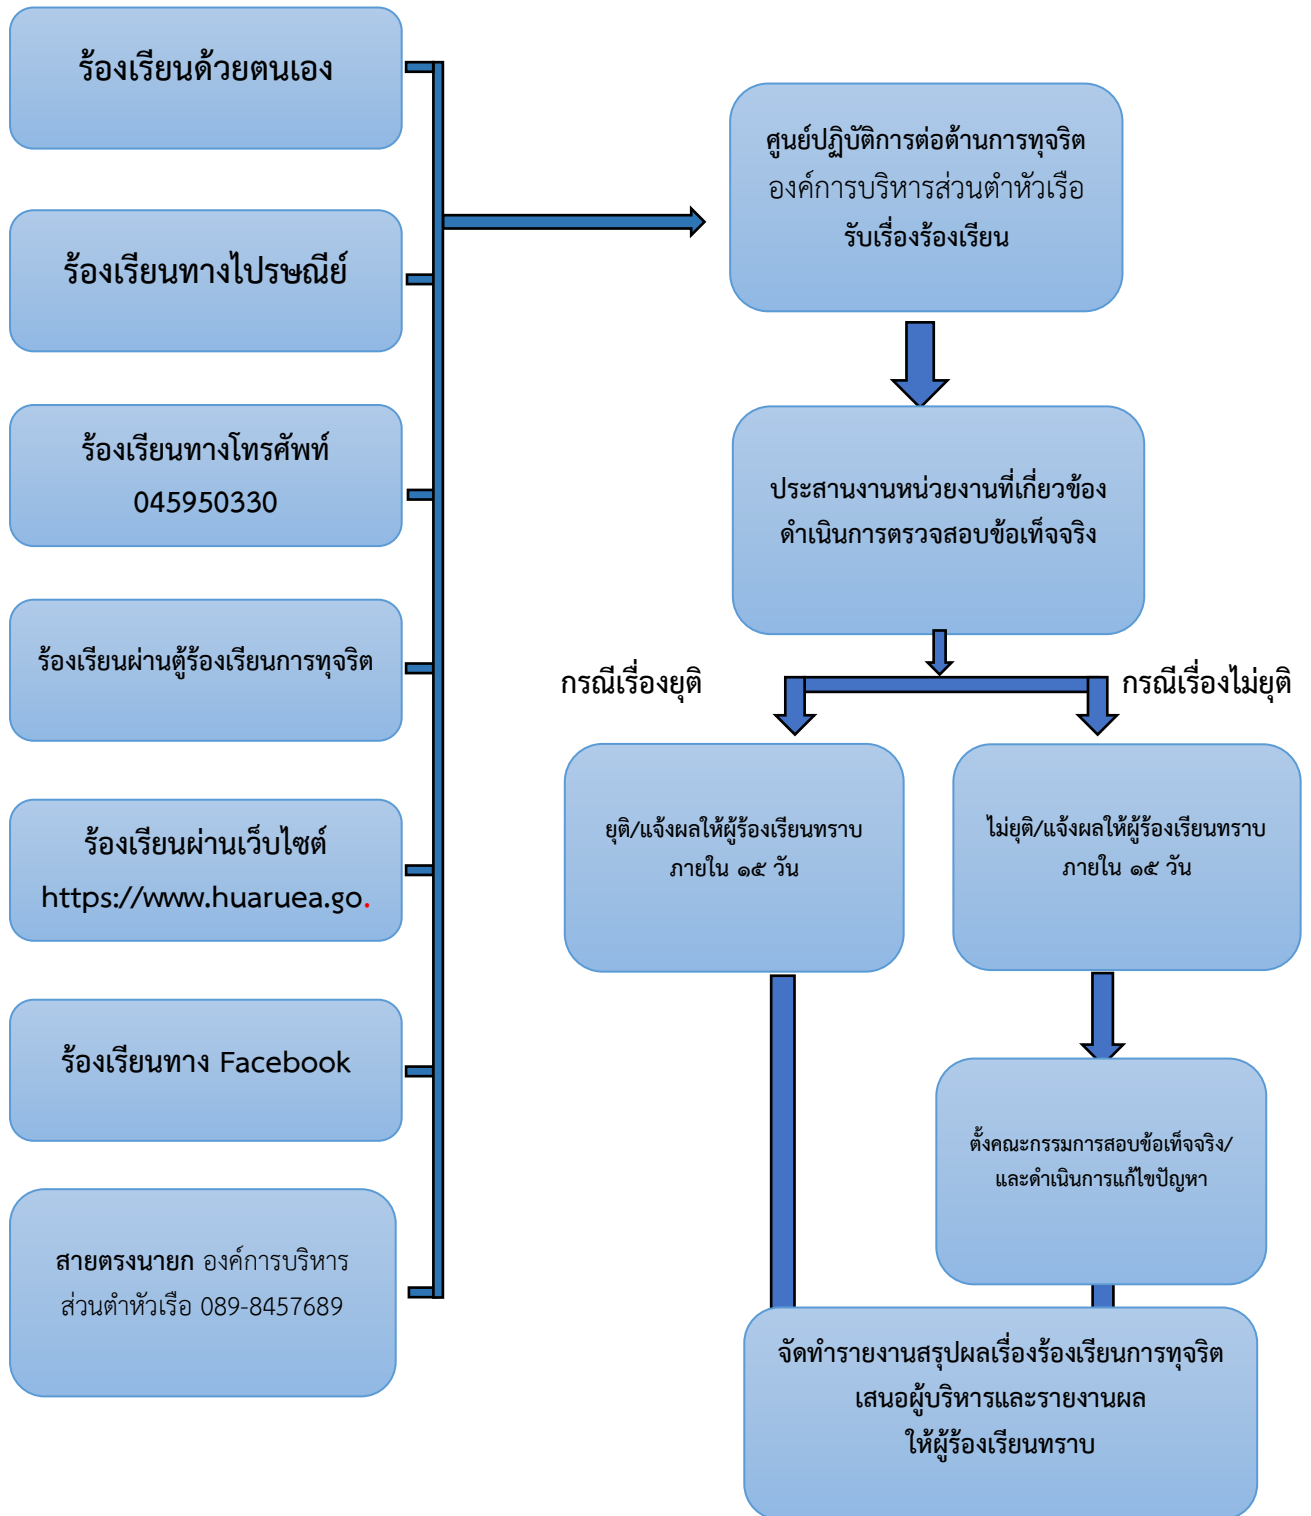 ร้องเรียนด้วยตนเอง
ร้องเรียนทางไปรษณีย์
ร้องเรียนทางโทรศัพท์
045950330
ร้องเรียนผ่านตู้ร้องเรียนการทุจริต
ร้องเรียนผ่านเว็บไซต์
https://www.huaruea.go.
ร้องเรียนทาง Facebook
สายตรงนายก องค์การบริหาร
ส่วนตำหัวเรือ 089-8457689
ศูนย์ปฏิบัติการต่อต้านการทุจริต
องค์การบริหารส่วนตำหัวเรือ
รับเรื่องร้องเรียน
ประสานงานหน่วยงานที่เกี่ยวข้อง
ดำเนินการตรวจสอบข้อเท็จจริง
กรณีเรื่องยุติ
กรณีเรื่องไม่ยุติ
ยุติ/แจ้งผลให้ผู้ร้องเรียนทราบ
ภายใน ๑๕ วัน
ไม่ยุติ/แจ้งผลให้ผู้ร้องเรียนทราบ
ภายใน ๑๕ วัน
ตั้งคณะกรรมการสอบข้อเท็จจริง/
และดำเนินการแก้ไขปัญหา
จัดทำรายงานสรุปผลเรื่องร้องเรียนการทุจริต
เสนอผู้บริหารและรายงานผล
ให้ผู้ร้องเรียนทราบ